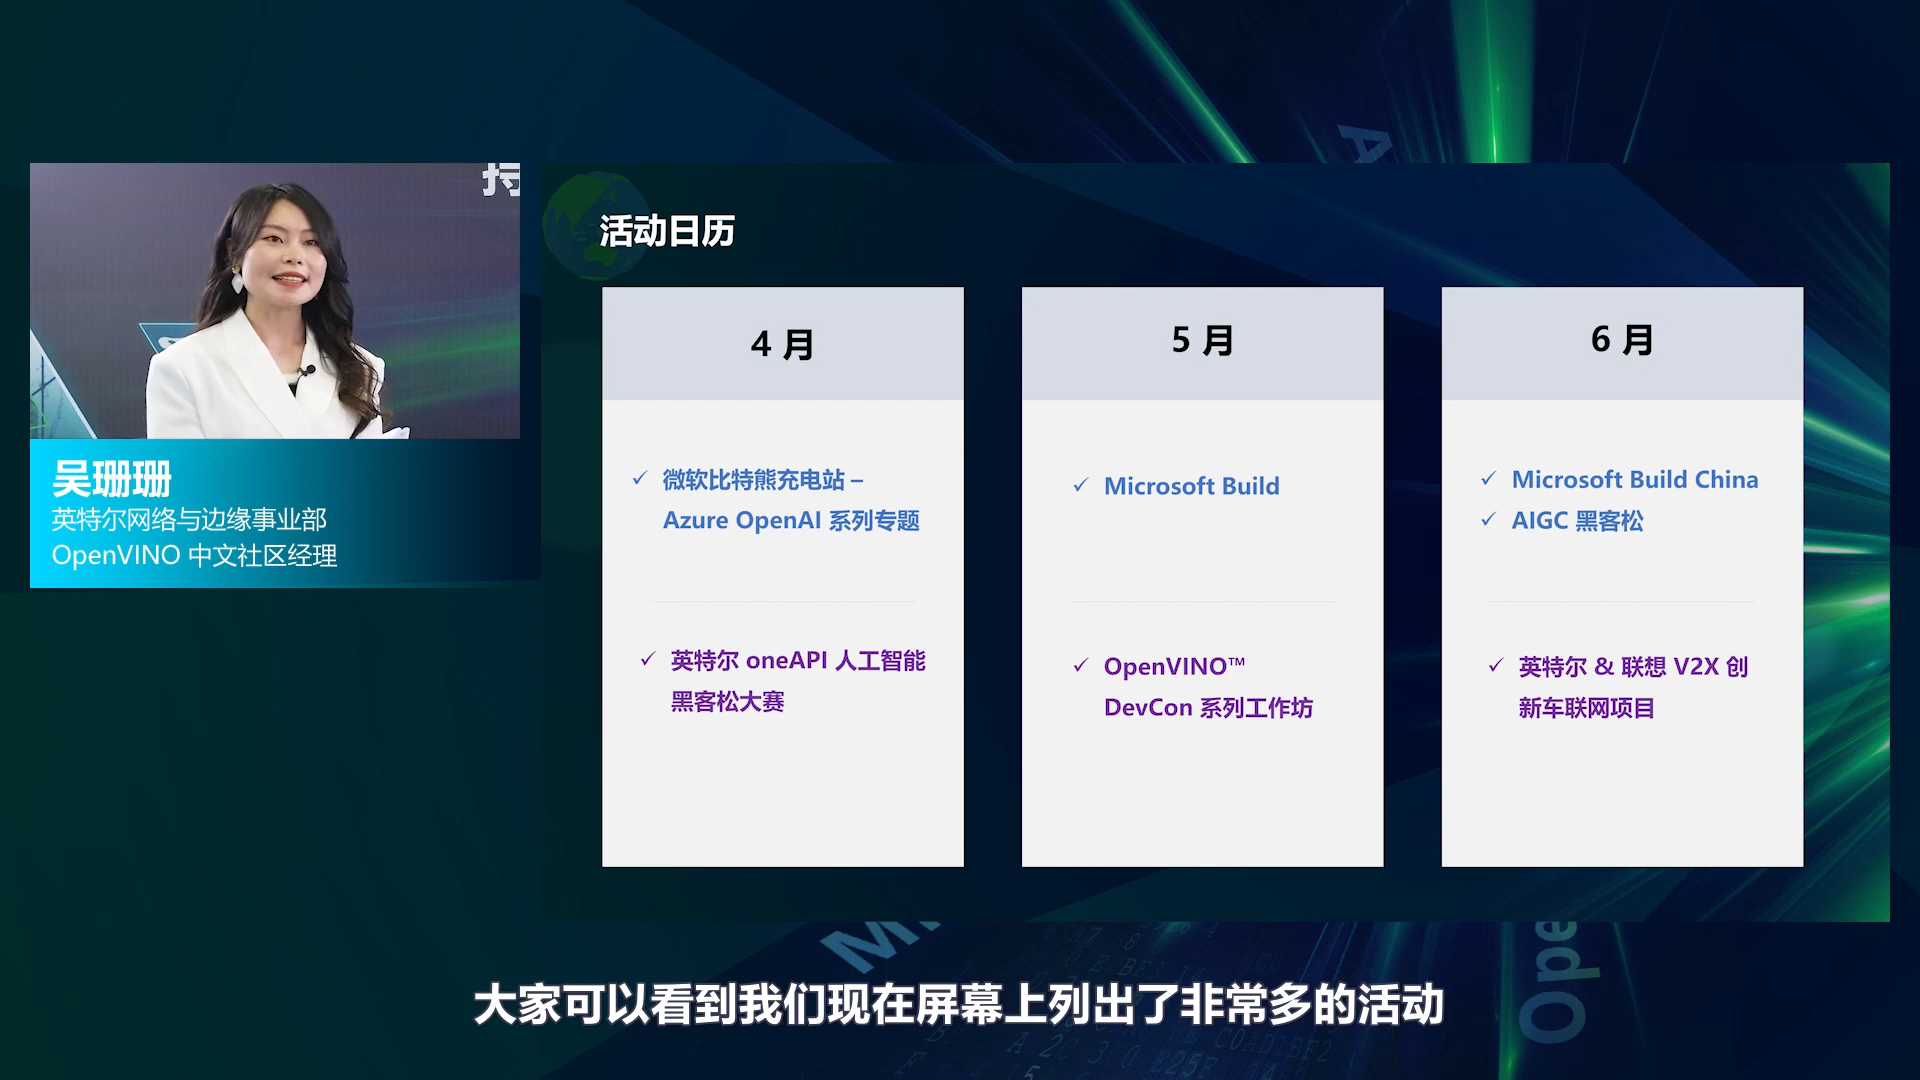 持
吴珊珊
英特尔网络与边缘事业部
OpenVINO 中文社区经理
活动日历
4 月
✓ 微软比特熊充电站 –
Azure OpenAI 系列专题
✓ 英特尔 oneAPI 人工智能
黑客松大赛
5 月
✓ Microsoft Build
✓ OpenVINO™
DevCon 系列工作坊
6 月
✓ Microsoft Build China
✓ AIGC 黑客松
✓ 英特尔 & 联想 V2X 创
新车联网项目
Ope
大家可以看到我们现在屏幕上列出了非常多的活动